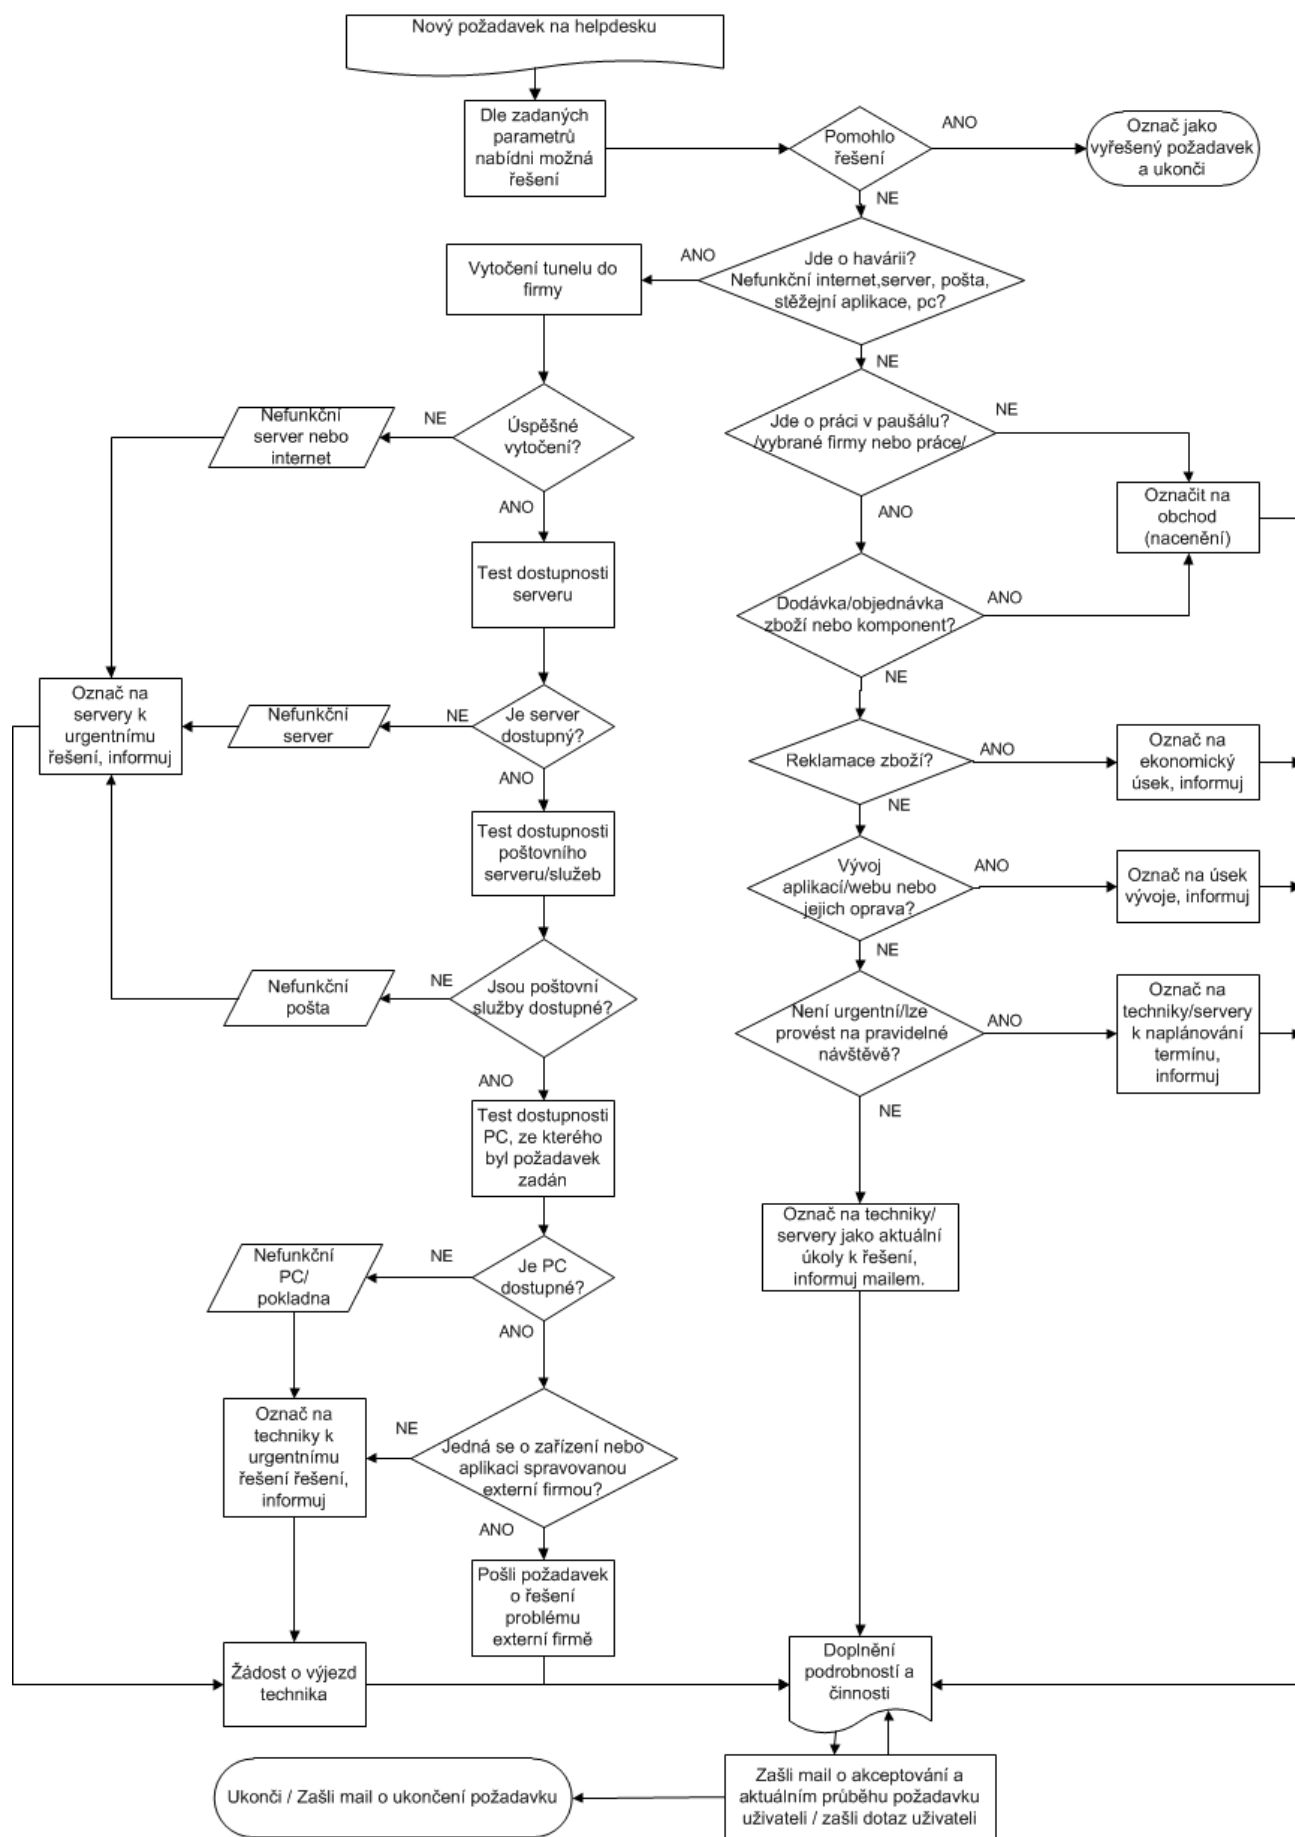 Nový požadavek na helpdesku
Dle zadaných
parametrů
nabídni možná
řešení
Pomohlo
řešení
ANO
Označ jako
vyřešený požadavek
a ukonči
NE
Jde o havárii?
Nefunkční internet,server, pošta,
stěžejní aplikace, pc?
ANO
Vytočení tunelu do
firmy
NE
Jde o práci v paušálu?
/vybrané firmy nebo práce/
NE
Úspěšné
vytočení?
NE
Nefunkční
server nebo
internet
ANO
ANO
Označit na
obchod
(nacenění)
Test dostupnosti
serveru
Dodávka/objednávka
zboží nebo komponent?
ANO
NE
Označ na
servery k
urgentnímu
řešení, informuj
Nefunkční
server
NE
Je server
dostupný?
ANO
Reklamace zboží?
ANO
Označ na
ekonomický
úsek, informuj
NE
Test dostupnosti
poštovního
serveru/služeb
Vývoj
aplikací/webu nebo
jejich oprava?
ANO
Označ na úsek
vývoje, informuj
NE
Nefunkční
pošta
NE
Jsou poštovní
služby dostupné?
ANO
Není urgentní/lze
provést na pravidelné
návštěvě?
ANO
Označ na
techniky/servery
k naplánování
termínu,
informuj
NE
Test dostupnosti
PC, ze kterého
byl požadavek
zadán
Označ na techniky/
servery jako aktuální
úkoly k řešení,
informuj mailem.
Nefunkční
PC/
pokladna
NE
Je PC
dostupné?
ANO
Označ na
techniky k
urgentnímu
řešení řešení,
informuj
NE
Jedná se o zařízení nebo
aplikaci spravovanou
externí firmou?
ANO
Pošli požadavek
o řešení
problému
externí firmě
Žádost o výjezd
technika
Doplnění
podrobností a
činnosti
Ukonči / Zašli mail o ukončení požadavku
Zašli mail o akceptování a
aktuálním průběhu požadavku
uživateli / zašli dotaz uživateli